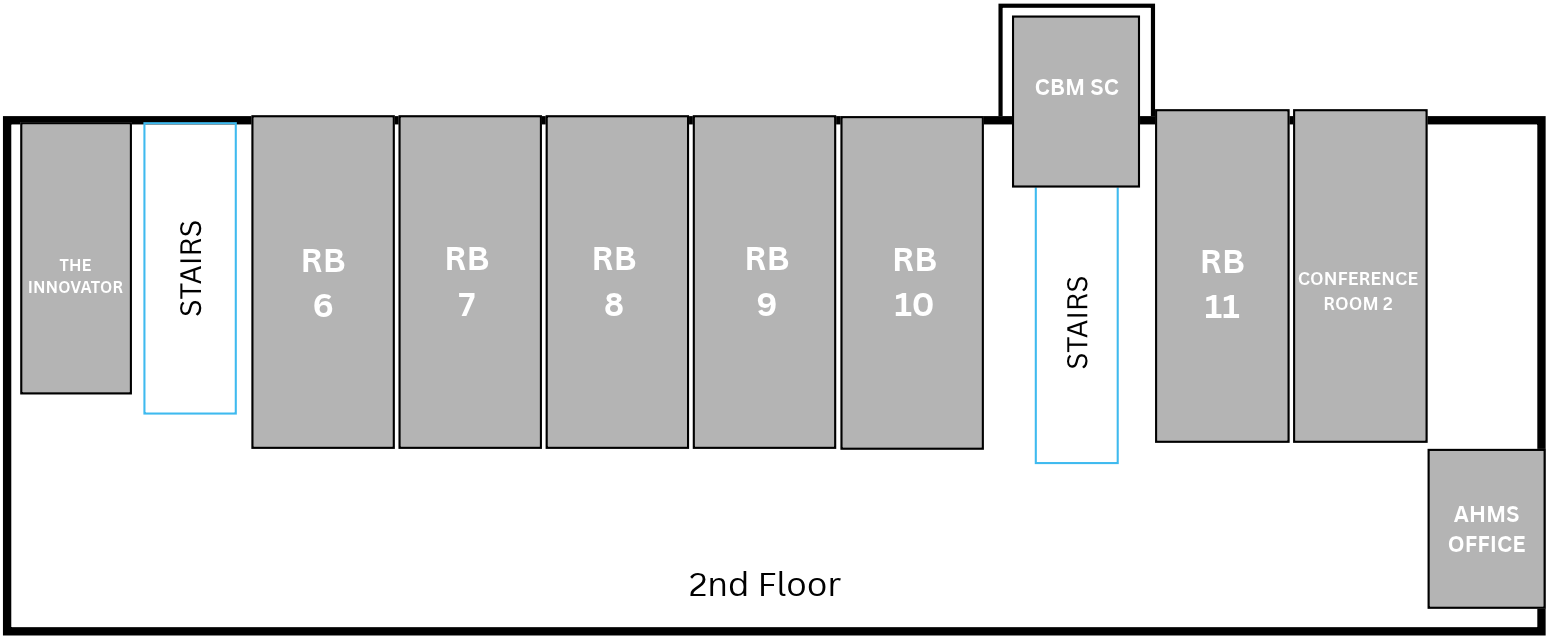 CBM SC
THE
INNOVATOR
STAIRS
RB
6
RB
7
RB
8
RB
9
RB
10
STAIRS
RB
11
CONFERENCE
ROOM 2
AHMS
OFFICE
2nd Floor